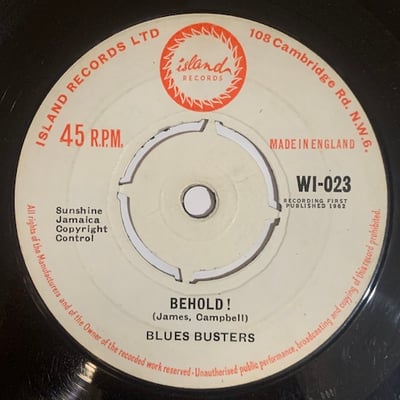 ISLAND RECORDS LTD
108 Cambridge Rd. N.W.6.
island
RECORDS
45 R.P.M.
MADE IN ENGLAND
WI-023
RECORDING FIRST
PUBLISHED 1962
Sunshine
Jamaica
Copyright
Control
BEHOLD!
(James, Campbell)
BLUES BUSTERS
All rights of the Manufacturers and of the Owner of the recorded work reserved - Unauthorised public performance, broadcasting and copying of this record prohibited.